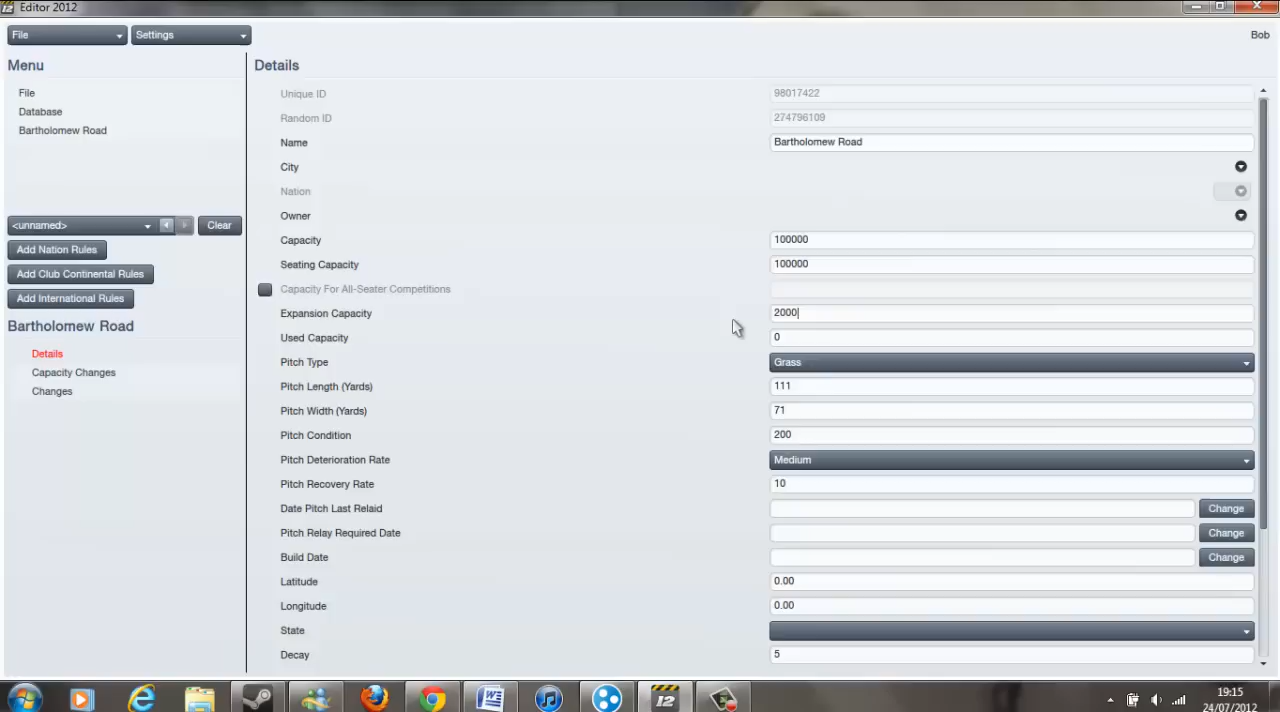 Editor 2012
File
Settings
Bob
Menu
File
Database
Bartholomew Road
<unnamed>
Clear
Add Nation Rules
Add Club Continental Rules
Add International Rules
Bartholomew Road
Details
Capacity Changes
Changes
Details
Unique ID 98017422
Random ID 274796109
Name Bartholomew Road
City
Nation
Owner
Capacity 100000
Seating Capacity 100000
Capacity For All-Seater Competitions
Expansion Capacity 2000
Used Capacity 0
Pitch Type Grass
Pitch Length (Yards) 111
Pitch Width (Yards) 71
Pitch Condition 200
Pitch Deterioration Rate Medium
Pitch Recovery Rate 10
Date Pitch Last Relaid Change
Pitch Relay Required Date Change
Build Date Change
Latitude 0.00
Longitude 0.00
State
Decay 5
12
19:15
24/07/2012